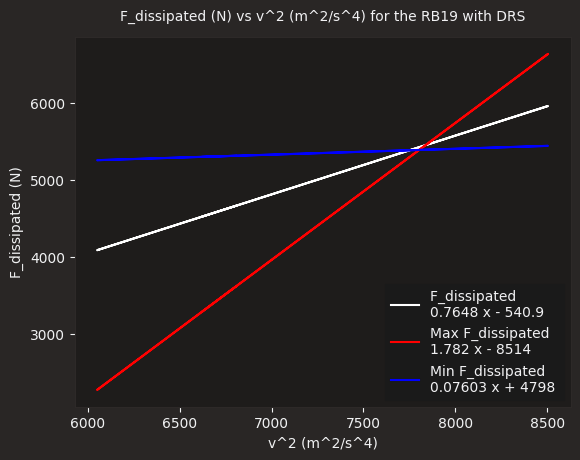 F_dissipated (N) vs v^2 (m^2/s^4) for the RB19 with DRS
F_dissipated (N)
6000
5000
4000
3000
F_dissipated
0.7648 x - 540.9
Max F_dissipated
1.782 x - 8514
Min F_dissipated
0.07603 x + 4798
6000 6500 7000 7500 8000 8500
v^2 (m^2/s^4)